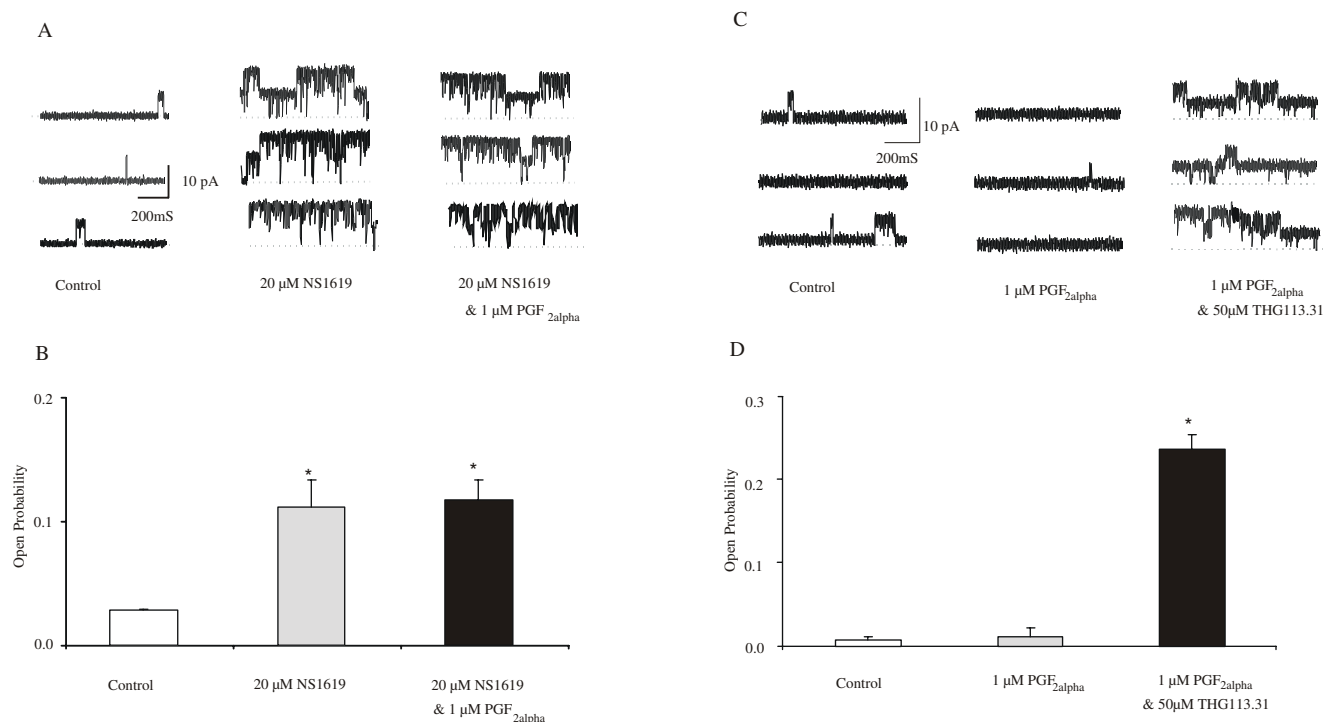 A
10 pA
200mS
Control
20 µM NS1619
20 µM NS1619
& 1 µM PGF 2alpha
C
10 pA
200mS
Control
1 µM PGF2alpha
1 µM PGF2alpha
& 50µM THG113.31
B
0.2
0.1
0.0
Open Probability
*
*
Control
20 µM NS1619
20 µM NS1619
& 1 µM PGF2alpha
D
0.3
0.2
0.1
0.0
Open Probability
*
Control
1 µM PGF2alpha
1 µM PGF2alpha
& 50µM THG113.31